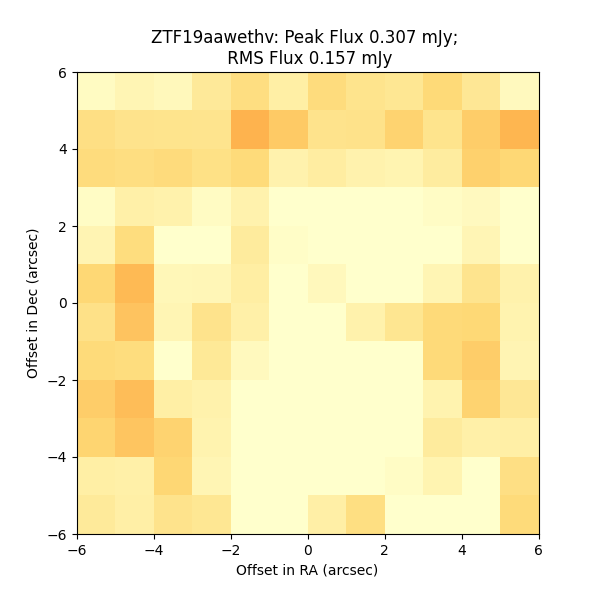 ZTF19aawethv: Peak Flux 0.307 mJy;
RMS Flux 0.157 mJy
6
4
2
0
−2
−4
−6
Offset in Dec (arcsec)
−6 −4 −2 0 2 4 6
Offset in RA (arcsec)